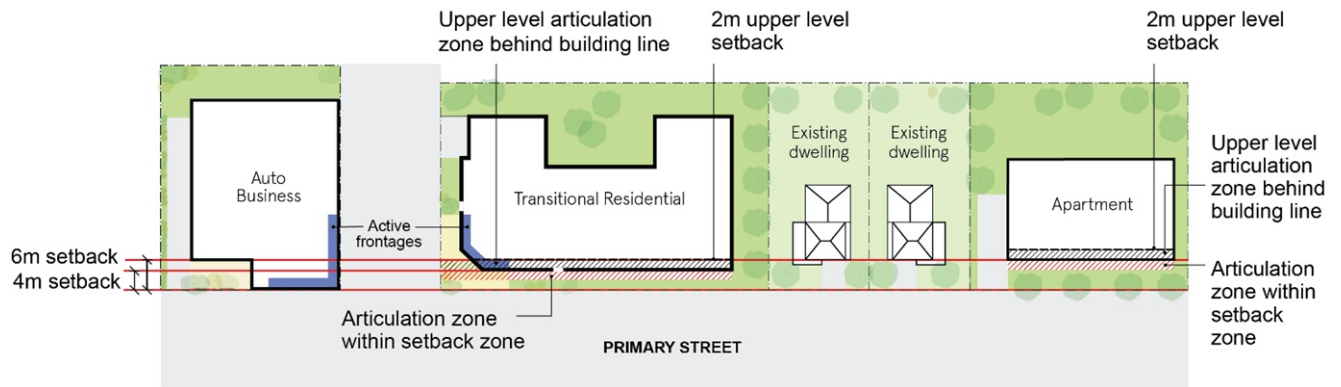 Upper level articulation
zone behind building line
2m upper level
setback
2m upper level
setback
Existing
dwelling
Existing
dwelling
Upper level
articulation
zone behind
building line
Auto
Business
Transitional Residential
Apartment
Active
frontages
6m setback
4m setback
Articulation
zone within
setback
zone
Articulation zone
within setback zone
PRIMARY STREET